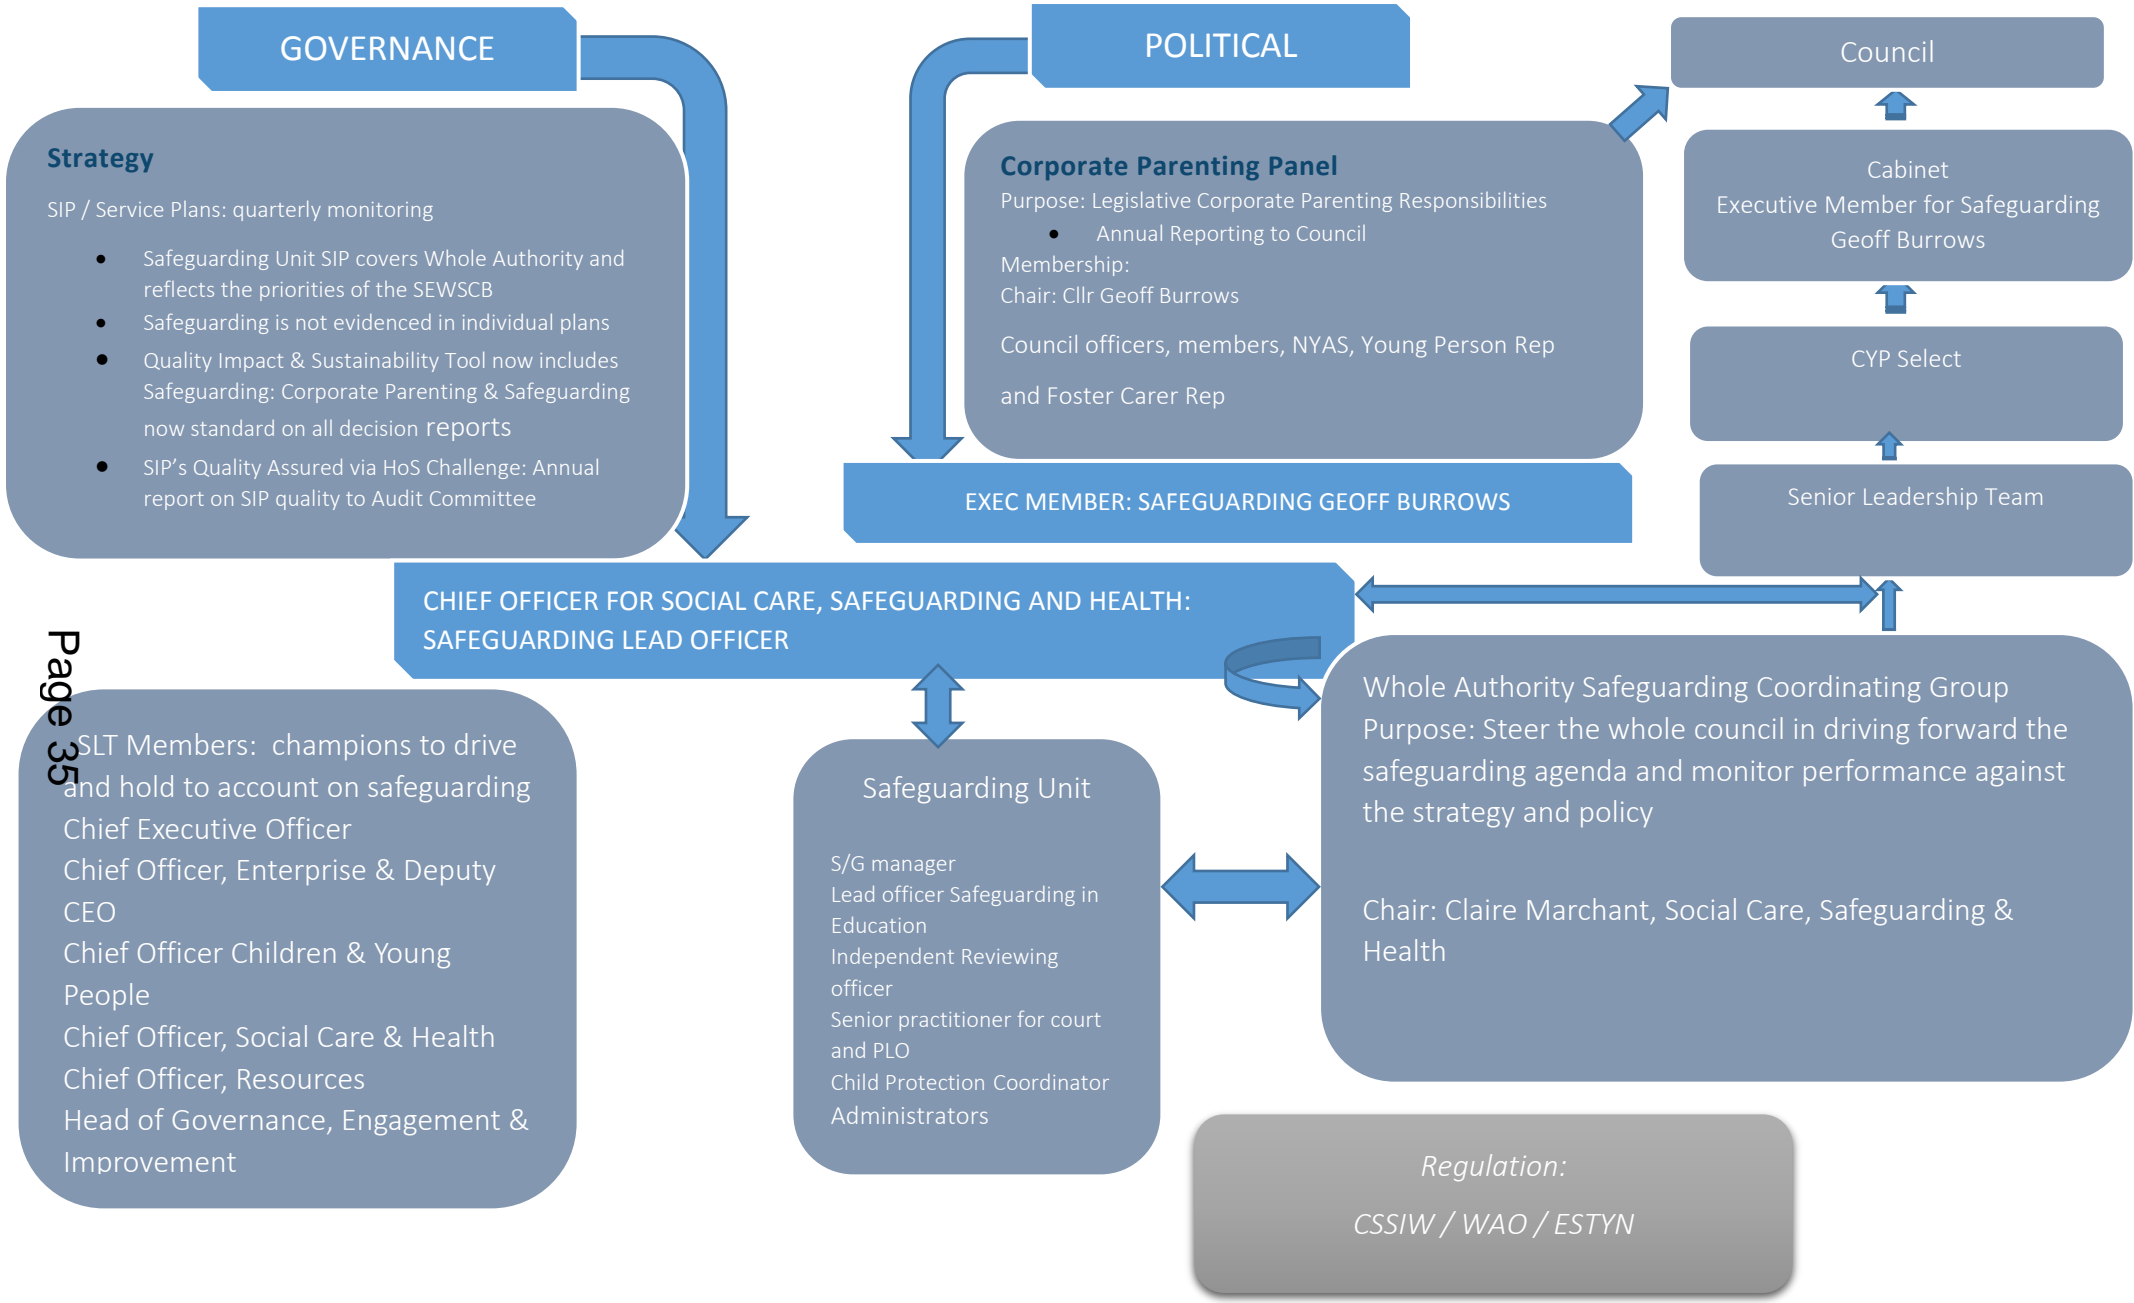 GOVERNANCE
POLITICAL
Council
Strategy
SIP / Service Plans: quarterly monitoring
• Safeguarding Unit SIP covers Whole Authority and
reflects the priorities of the SEWSCB
• Safeguarding is not evidenced in individual plans
• Quality Impact & Sustainability Tool now includes
Safeguarding: Corporate Parenting & Safeguarding
now standard on all decision reports
• SIP's Quality Assured via HoS Challenge: Annual
report on SIP quality to Audit Committee
Corporate Parenting Panel
Purpose: Legislative Corporate Parenting Responsibilities
• Annual Reporting to Council
Membership:
Chair: Cllr Geoff Burrows
Council officers, members, NYAS, Young Person Rep
and Foster Carer Rep
Cabinet
Executive Member for Safeguarding
Geoff Burrows
CYP Select
Senior Leadership Team
EXEC MEMBER: SAFEGUARDING GEOFF BURROWS
CHIEF OFFICER FOR SOCIAL CARE, SAFEGUARDING AND HEALTH:
SAFEGUARDING LEAD OFFICER
Page 35
SLT Members:  champions to drive
and hold to account on safeguarding
Chief Executive Officer
Chief Officer, Enterprise & Deputy
CEO
Chief Officer Children & Young
People
Chief Officer, Social Care & Health
Chief Officer, Resources
Head of Governance, Engagement &
Improvement
Safeguarding Unit
S/G manager
Lead officer Safeguarding in
Education
Independent Reviewing
officer
Senior practitioner for court
and PLO
Child Protection Coordinator
Administrators
Whole Authority Safeguarding Coordinating Group
Purpose: Steer the whole council in driving forward the
safeguarding agenda and monitor performance against
the strategy and policy
Chair: Claire Marchant, Social Care, Safeguarding &
Health
Regulation:
CSSIW / WAO / ESTYN